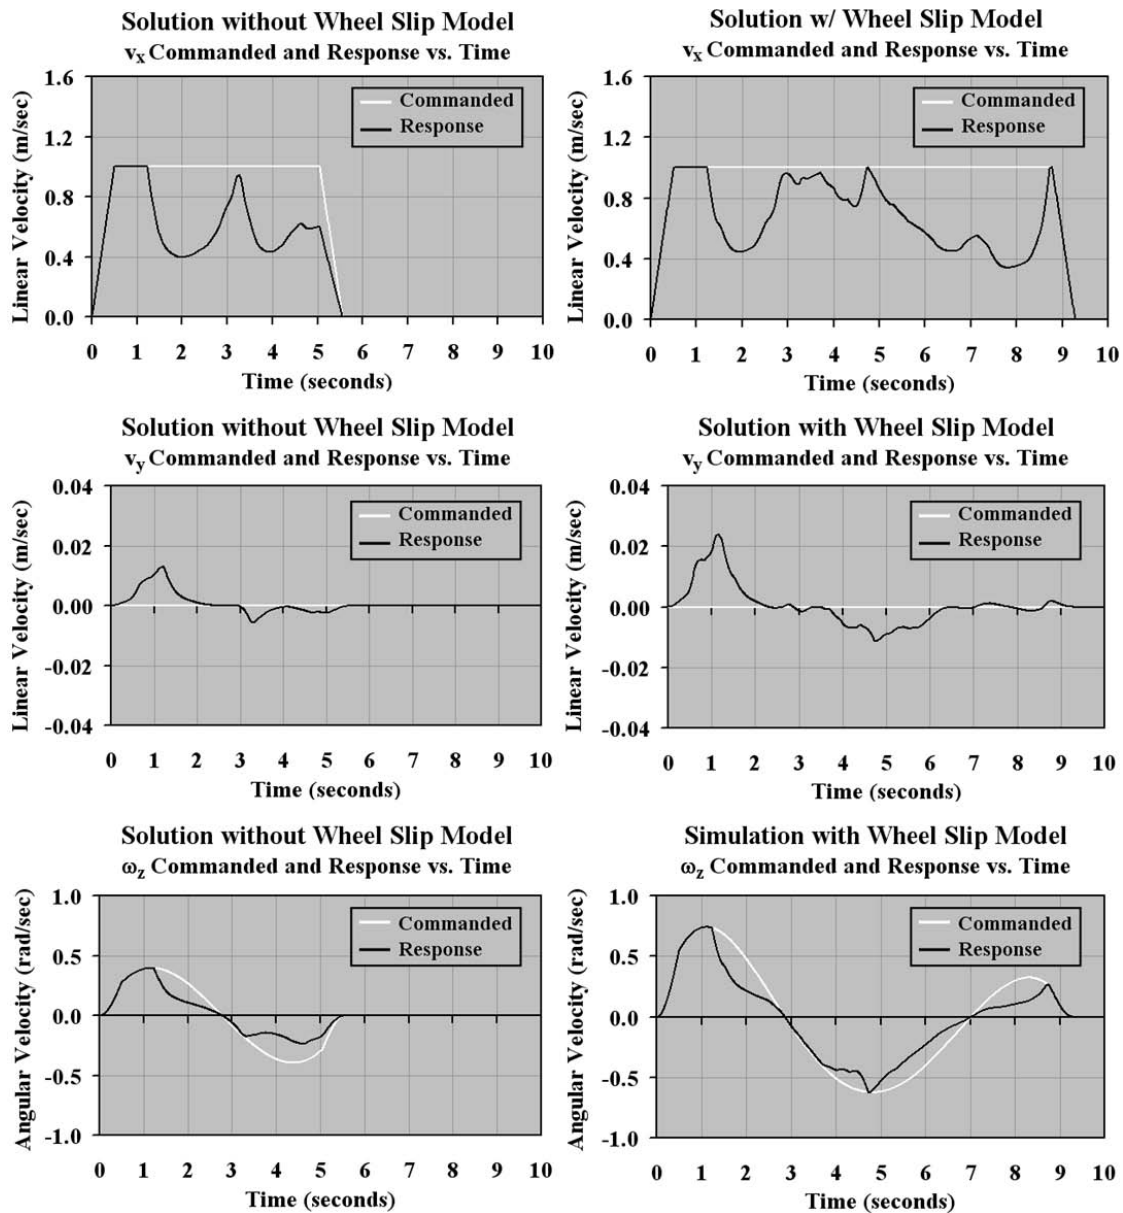 Solution without Wheel Slip Model
vₓ Commanded and Response vs. Time
Linear Velocity (m/sec)
1.6
1.2
0.8
0.4
0.0
Commanded
Response
0 1 2 3 4 5 6 7 8 9 10
Time (seconds)
Solution w/ Wheel Slip Model
vₓ Commanded and Response vs. Time
Linear Velocity (m/sec)
1.6
1.2
0.8
0.4
0.0
Commanded
Response
0 1 2 3 4 5 6 7 8 9 10
Time (seconds)
Solution without Wheel Slip Model
v_y Commanded and Response vs. Time
Linear Velocity (m/sec)
0.04
0.02
0.00
-0.02
-0.04
Commanded
Response
0 1 2 3 4 5 6 7 8 9 10
Time (seconds)
Solution with Wheel Slip Model
v_y Commanded and Response vs. Time
Linear Velocity (m/sec)
0.04
0.02
0.00
-0.02
-0.04
Commanded
Response
0 1 2 3 4 5 6 7 8 9 10
Time (seconds)
Solution without Wheel Slip Model
ω_z Commanded and Response vs. Time
Angular Velocity (rad/sec)
1.0
0.5
0.0
-0.5
-1.0
Commanded
Response
0 1 2 3 4 5 6 7 8 9 10
Time (seconds)
Simulation with Wheel Slip Model
ω_z Commanded and Response vs. Time
Angular Velocity (rad/sec)
1.0
0.5
0.0
-0.5
-1.0
Commanded
Response
0 1 2 3 4 5 6 7 8 9 10
Time (seconds)